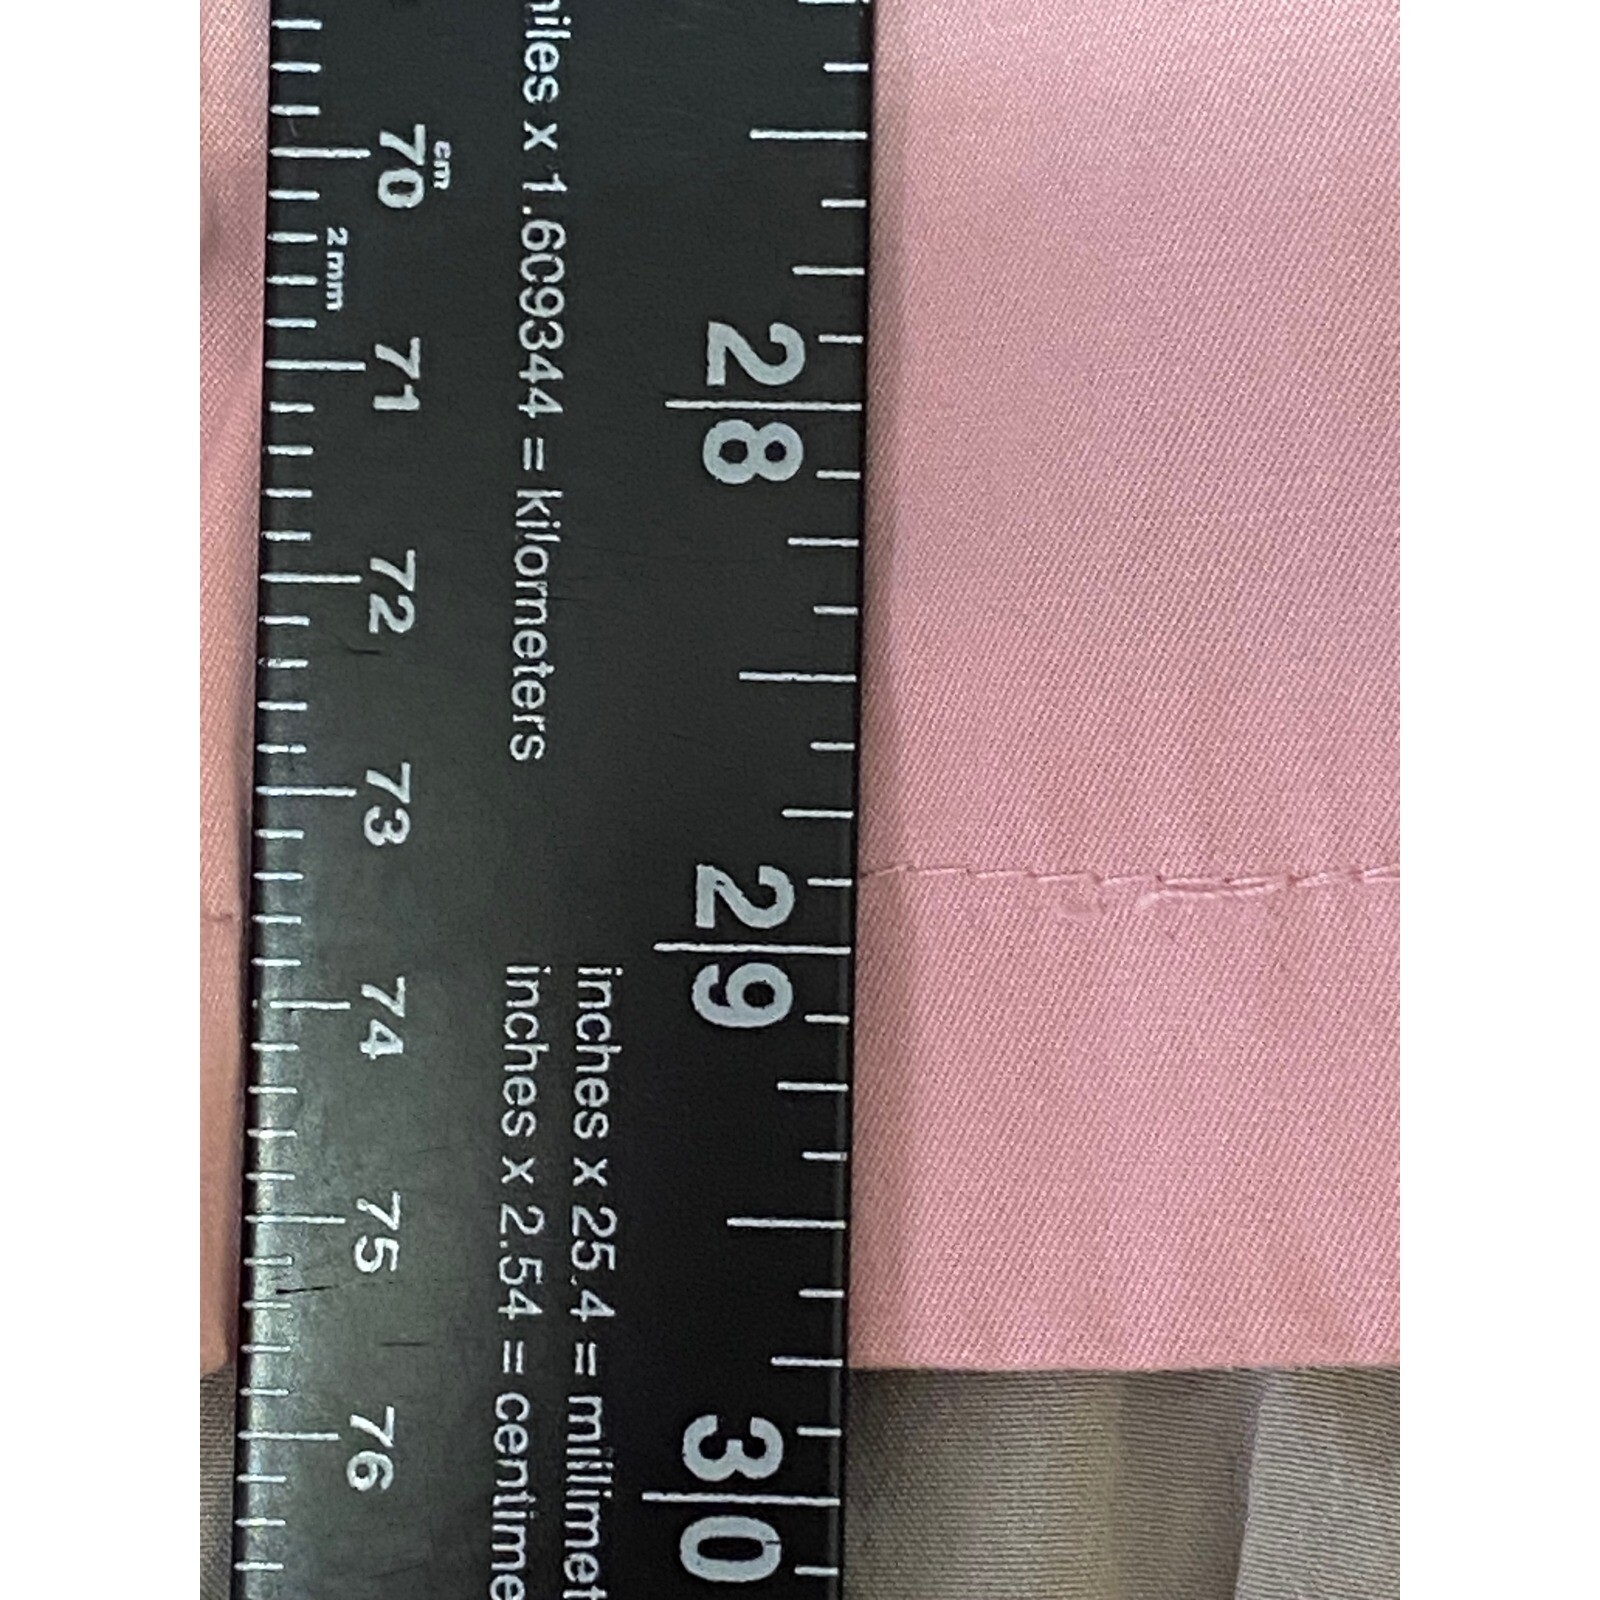 miles x 1.609344 = kilometers
inches x 25.4 = millimet
inches x 2.54 = centime
cm
70
2mm
71
72
73
74
75
76
28
29
30